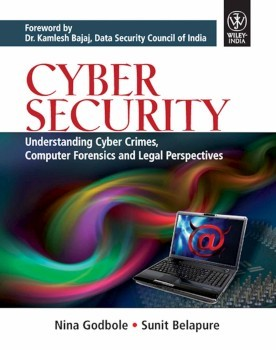 Foreword by
Dr. Kamlesh Bajaj, Data Security Council of India
WILEY-
INDIA
CYBER
SECURITY
Understanding Cyber Crimes,
Computer Forensics and Legal Perspectives
@
Nina Godbole • Sunit Belapure